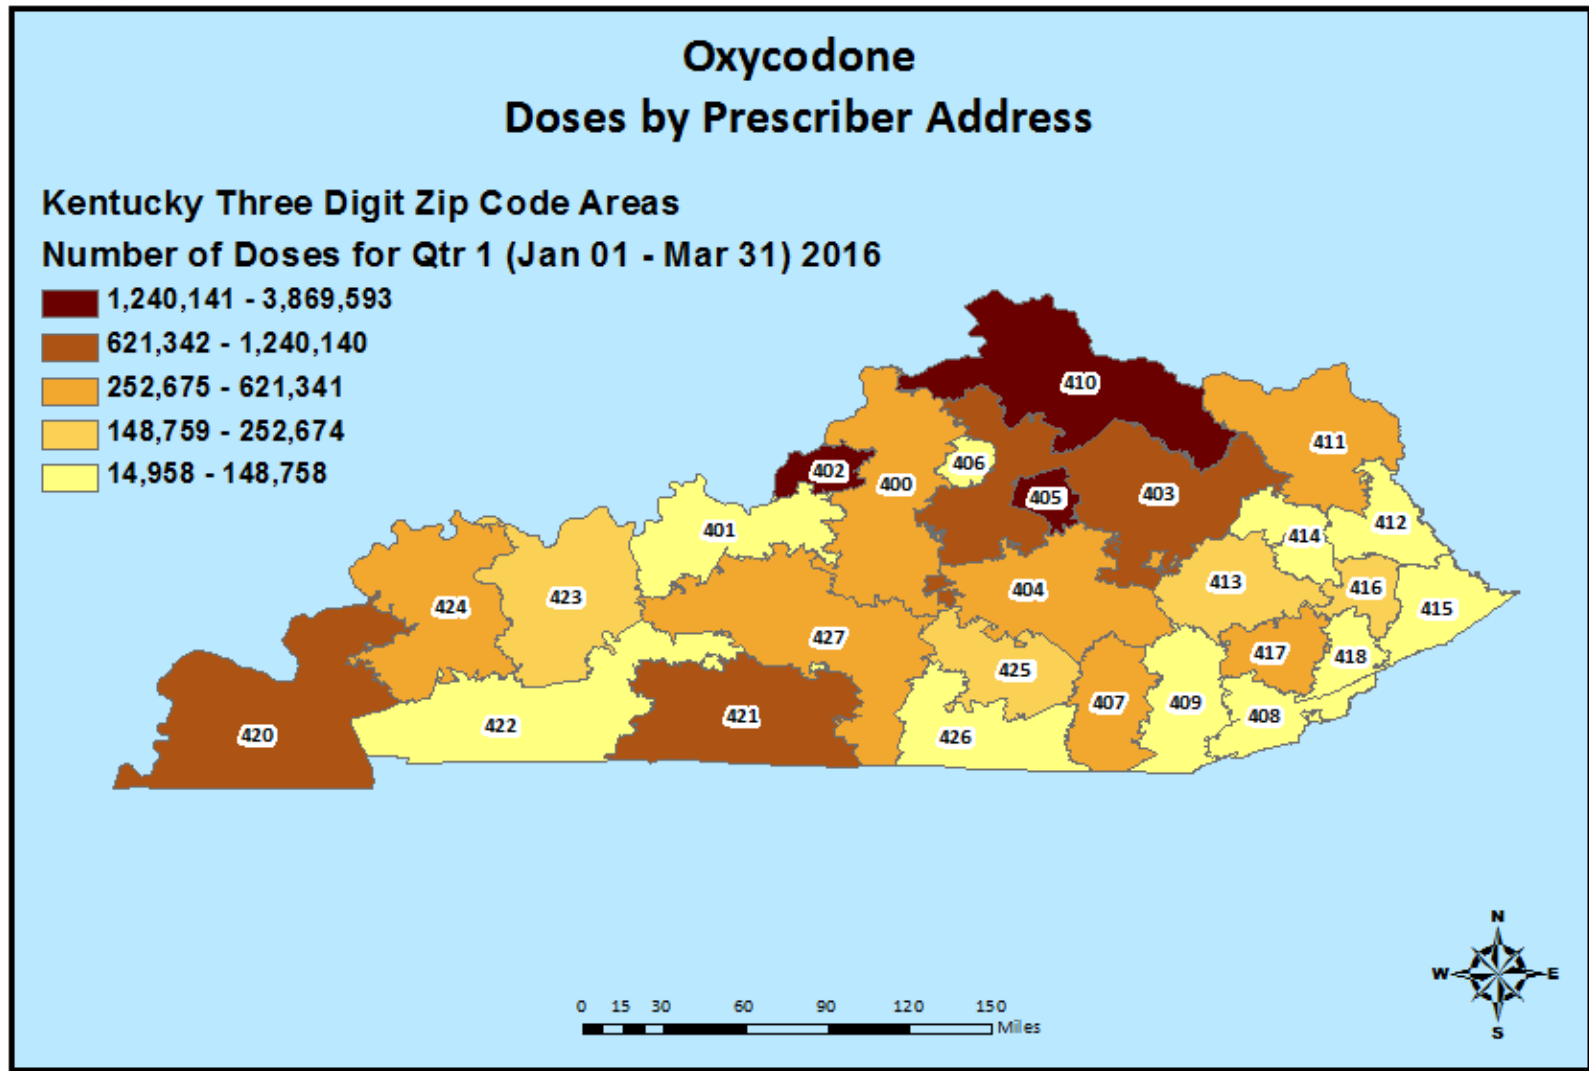 Oxycodone
Doses by Prescriber Address
Kentucky Three Digit Zip Code Areas
Number of Doses for Qtr 1 (Jan 01 - Mar 31) 2016
1,240,141 - 3,869,593
621,342 - 1,240,140
252,675 - 621,341
148,759 - 252,674
14,958 - 148,758
410
411
402
406
400
405
403
401
412
414
413
416
415
404
424
423
427
417
418
425
407
409
408
420
422
421
426
N
W E
S
0 15 30 60 90 120 150
Miles